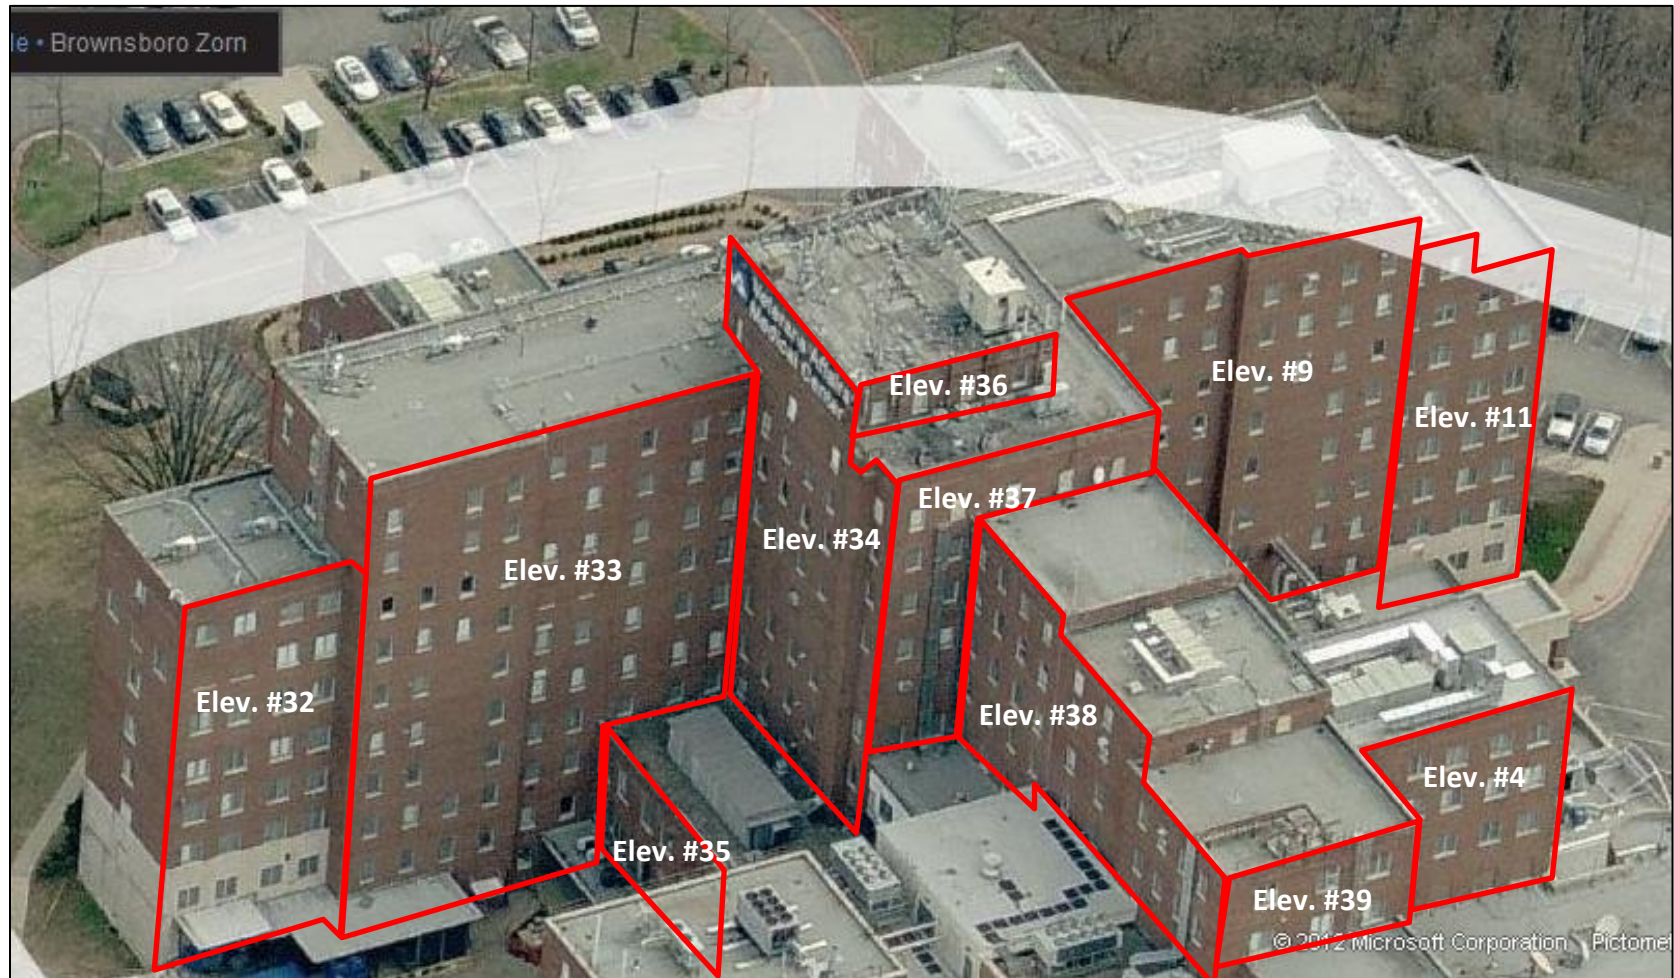 le • Brownsboro Zorn
Elev. #36
Elev. #9
Elev. #11
Elev. #37
Elev. #34
Elev. #33
Elev. #32
Elev. #38
Elev. #4
Elev. #35
Elev. #39
© 2012 Microsoft Corporation Pictomet